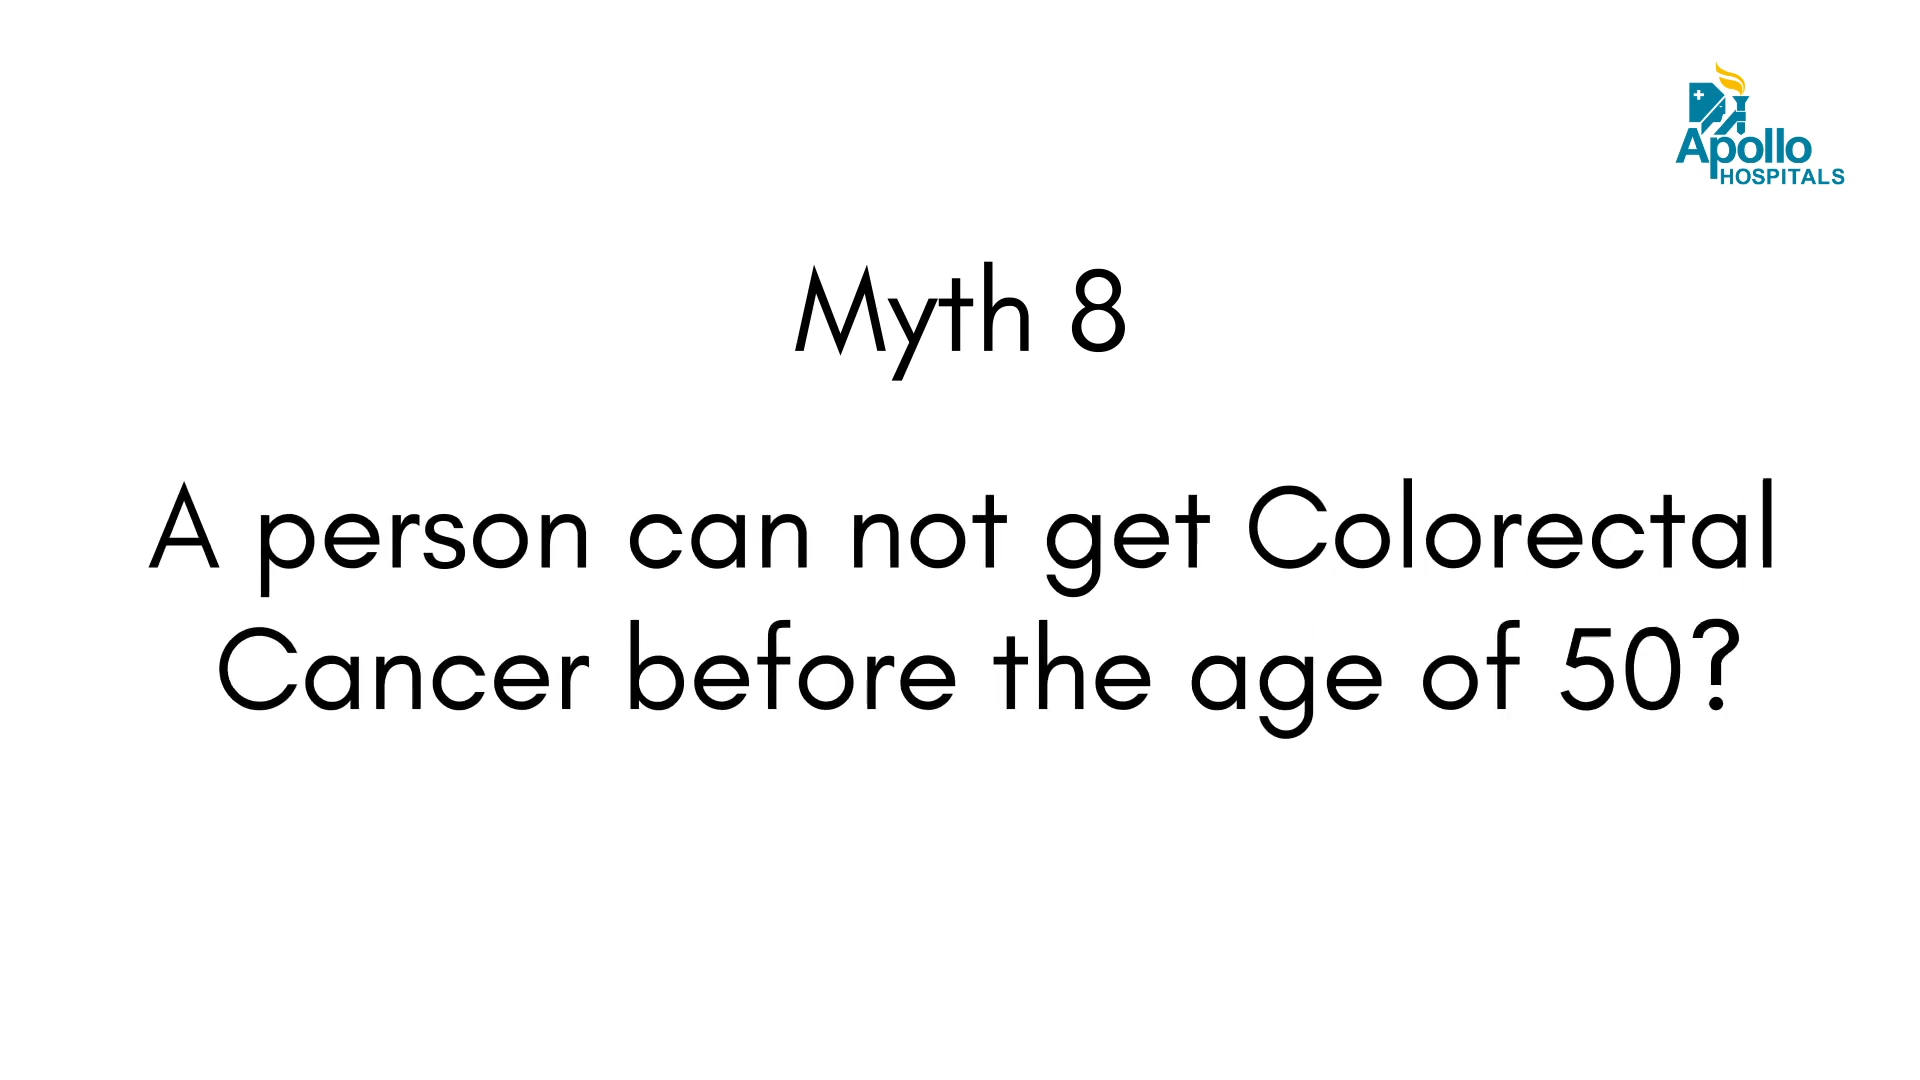 Apollo
HOSPITALS
Myth 8
A person can not get Colorectal
Cancer before the age of 50?